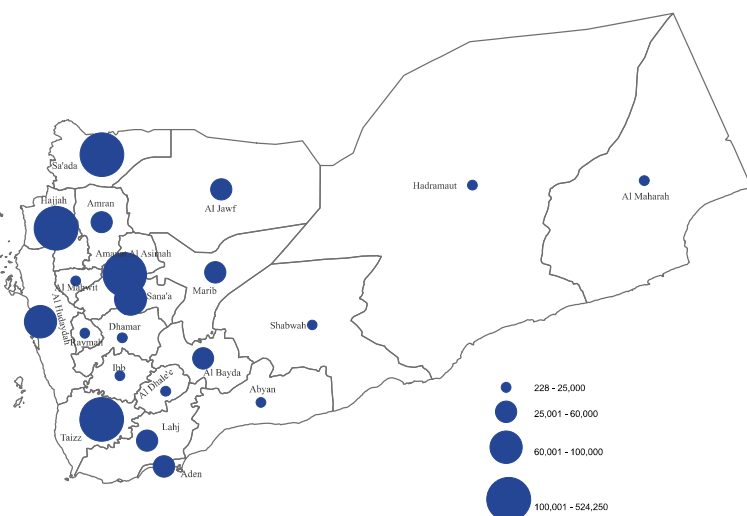 Sa'ada
Hajjah
Amran
Al Jawf
Hadramaut
Al Maharah
Amanat Al Asimah
Al Mahwit
Sana'a
Marib
Al Hudaydah
Raymah
Dhamar
Shabwah
Ibb
Al Dhale'e
Al Bayda
Abyan
Taizz
Lahj
Aden
228 - 25,000
25,001 - 60,000
60,001 - 100,000
100,001 - 524,250